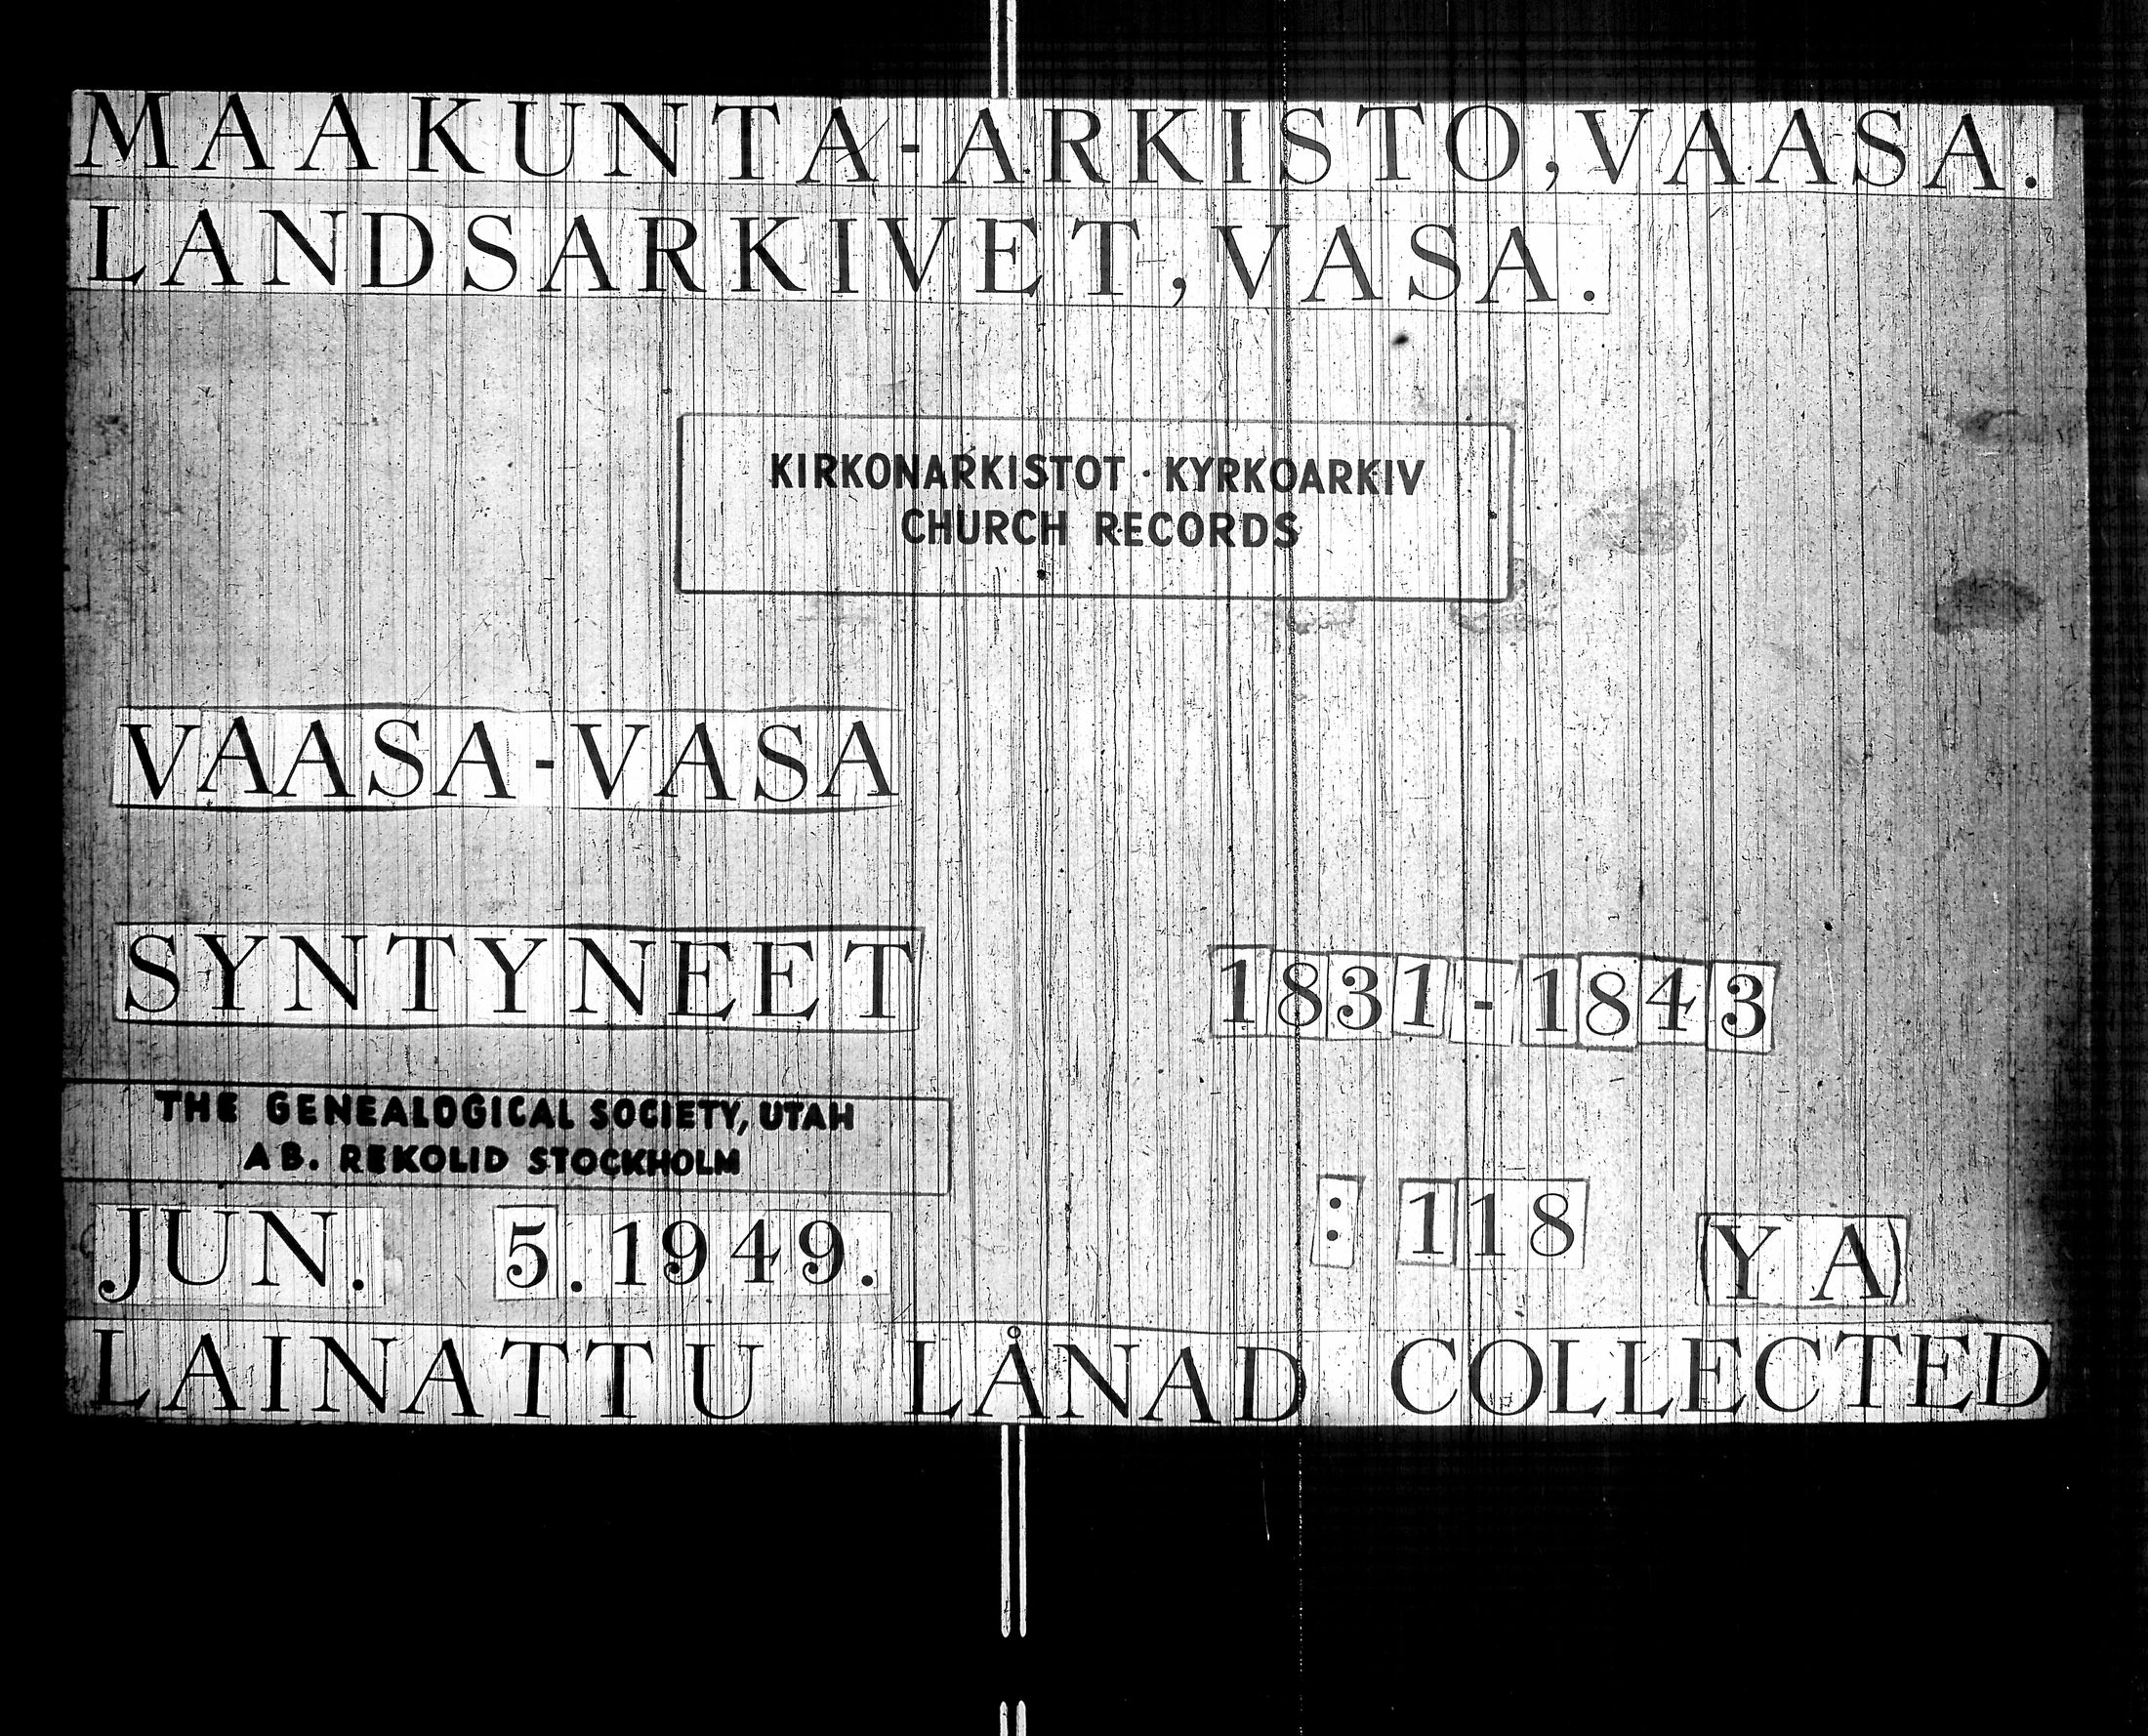 MAAKUNTA-ARKISTO, VAASA.
LANDSARKIVET, VASA.
KIRKONARKISTOT · KYRKOARKIV
CHURCH RECORDS
VAASA-VASA
SYNTYNEET 1831-1843
THE GENEALOGICAL SOCIETY, UTAH
AB. REKOLID STOCKHOLM
JUN. 5.1949. : 118 (YA)
LAINATTU LÅNAD COLLECTED